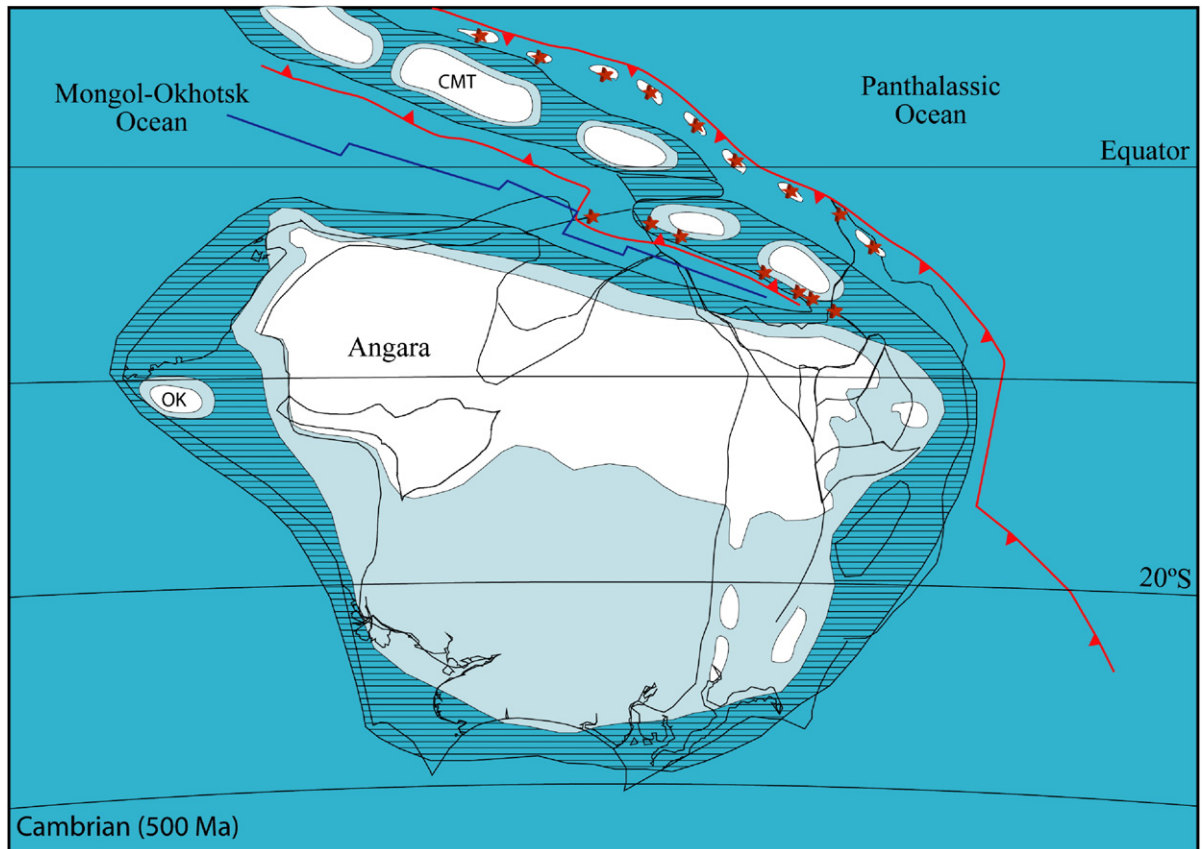 CMT
Mongol-Okhotsk
Ocean
Panthalassic
Ocean
Equator
Angara
OK
20ºS
Cambrian (500 Ma)